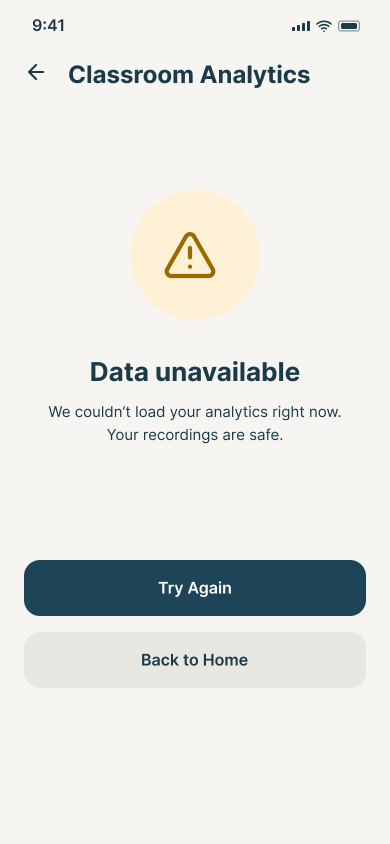 9:41
Classroom Analytics
Data unavailable
We couldn’t load your analytics right now.
Your recordings are safe.
Try Again
Back to Home